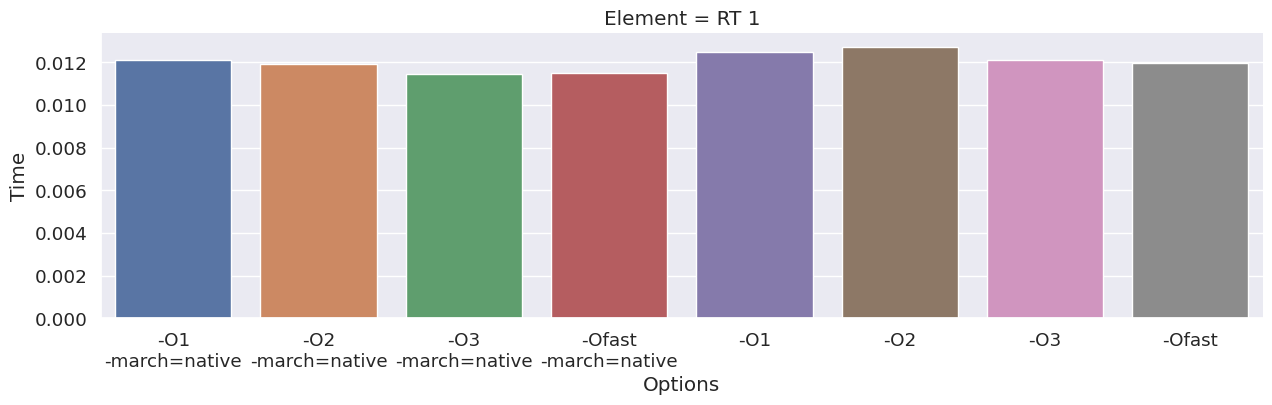 Element = RT 1
Time
0.012
0.010
0.008
0.006
0.004
0.002
0.000
-O1 -O2 -O3 -Ofast -O1 -O2 -O3 -Ofast
-march=native -march=native -march=native -march=native
Options